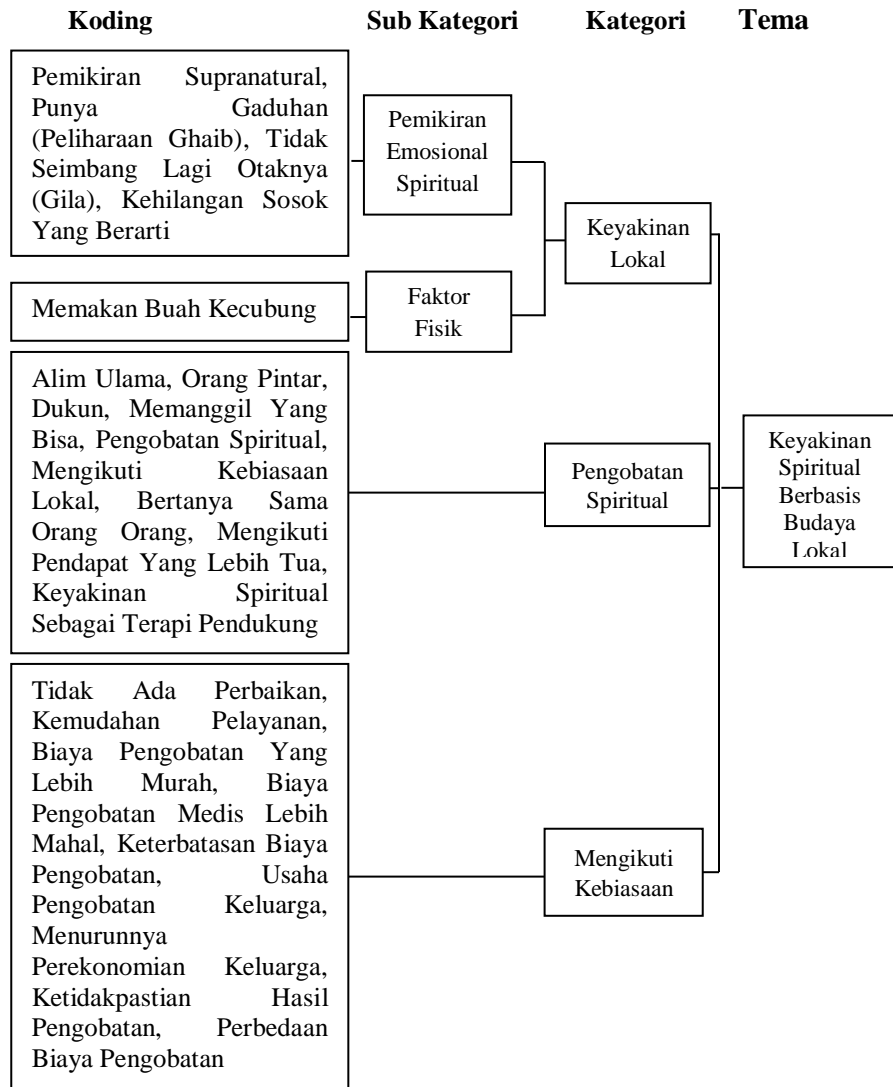 Koding Sub Kategori Kategori Tema
Pemikiran Supranatural,
Punya Gaduhan
(Peliharaan Ghaib), Tidak
Seimbang Lagi Otaknya
(Gila), Kehilangan Sosok
Yang Berarti
Pemikiran
Emosional
Spiritual
Keyakinan
Lokal
Memakan Buah Kecubung
Faktor
Fisik
Alim Ulama, Orang Pintar,
Dukun, Memanggil Yang
Bisa, Pengobatan Spiritual,
Mengikuti Kebiasaan
Lokal, Bertanya Sama
Orang Orang, Mengikuti
Pendapat Yang Lebih Tua,
Keyakinan Spiritual
Sebagai Terapi Pendukung
Pengobatan
Spiritual
Keyakinan
Spiritual
Berbasis
Budaya
Lokal
Tidak Ada Perbaikan,
Kemudahan Pelayanan,
Biaya Pengobatan Yang
Lebih Murah, Biaya
Pengobatan Medis Lebih
Mahal, Keterbatasan Biaya
Pengobatan, Usaha
Pengobatan Keluarga,
Menurunnya
Perekonomian Keluarga,
Ketidakpastian Hasil
Pengobatan, Perbedaan
Biaya Pengobatan
Mengikuti
Kebiasaan